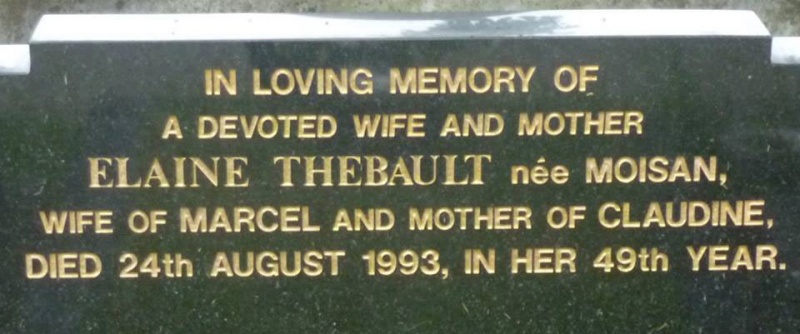 IN LOVING MEMORY OF
A DEVOTED WIFE AND MOTHER
ELAINE THEBAULT née MOISAN,
WIFE OF MARCEL AND MOTHER OF CLAUDINE,
DIED 24th AUGUST 1993, IN HER 49th YEAR.